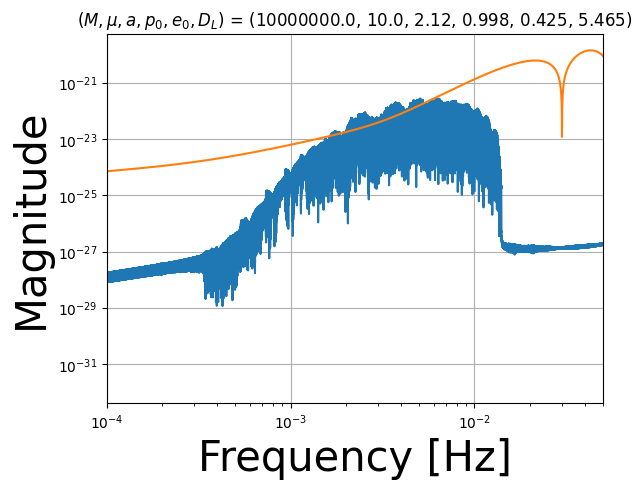 (M, μ, a, p₀, e₀, D_L) = (10000000.0, 10.0, 2.12, 0.998, 0.425, 5.465)
Magnitude
10⁻²¹
10⁻²³
10⁻²⁵
10⁻²⁷
10⁻²⁹
10⁻³¹
10⁻⁴ 10⁻³ 10⁻²
Frequency [Hz]